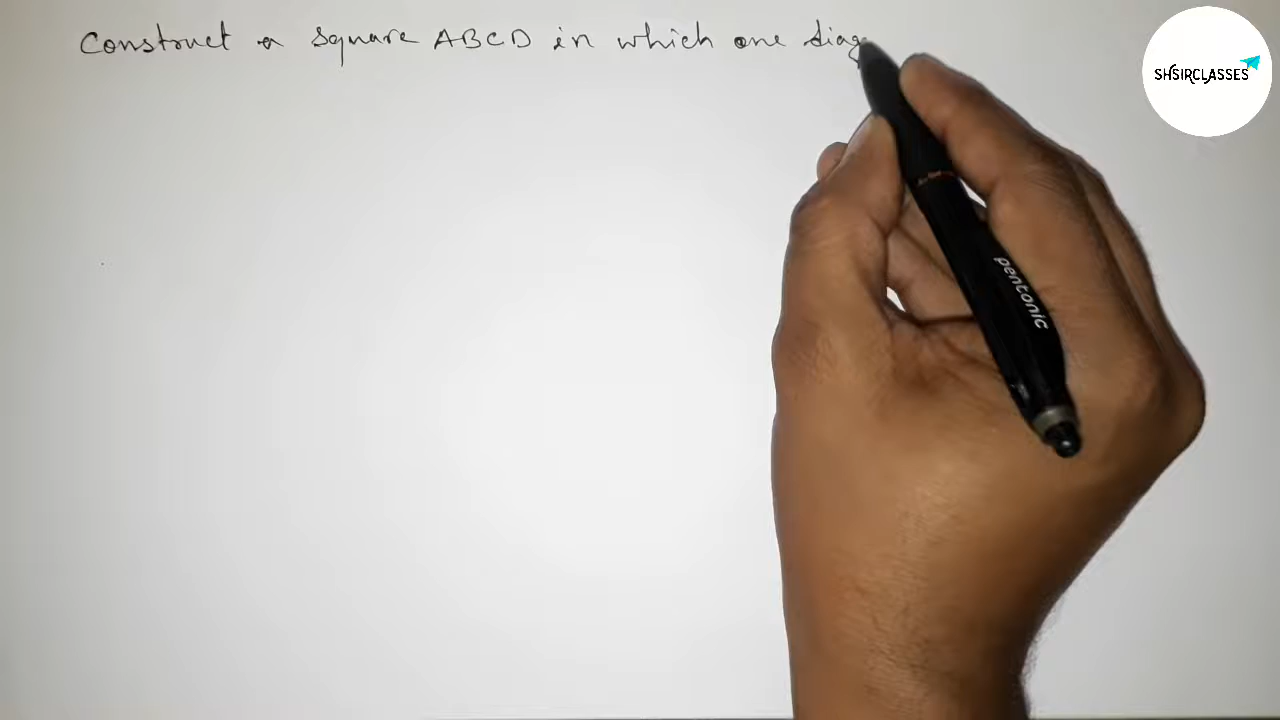 Construct a square ABCD in which one diag
SHSIRCLASSES
pentonic